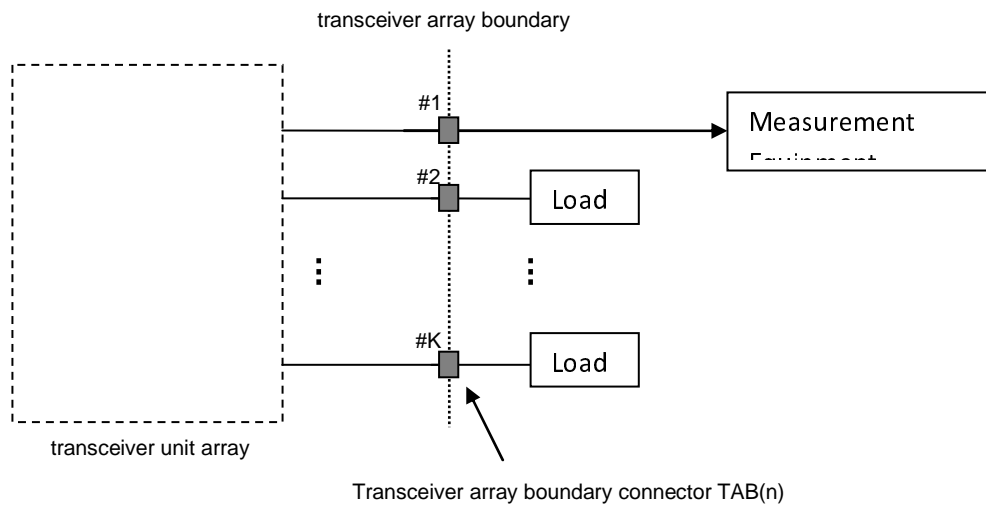 transceiver array boundary
#1
Measurement
#2
Load
#K
Load
transceiver unit array
Transceiver array boundary connector TAB(n)